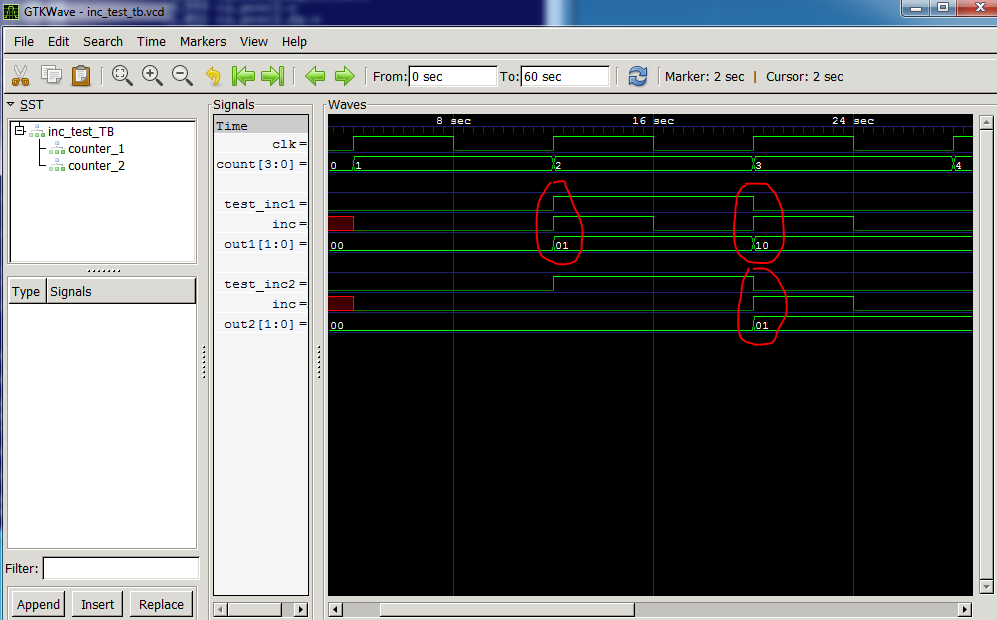 GTKWave - inc_test_tb.vcd
File Edit Search Time Markers View Help
From: 0 sec To: 60 sec Marker: 2 sec | Cursor: 2 sec
SST
inc_test_TB
counter_1
counter_2
Type Signals
Filter:
Append Insert Replace
Signals
Time
clk =
count[3:0] =
test_inc1 =
inc =
out1[1:0] =
test_inc2 =
inc =
out2[1:0] =
Waves
8 sec 16 sec 24 sec
0 1 2 3 4
00 01 10
00 01